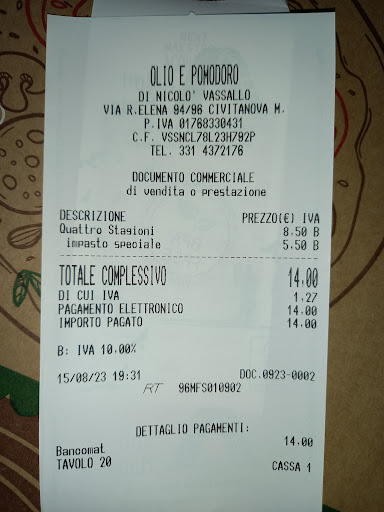 OLIO E POMODORO
DI NICOLO' VASSALLO
VIA R.ELENA 94/96 CIVITANOVA M.
P.IVA 01768330431
C.F. VSSNCL78L23H792P
TEL. 331 4372176
DOCUMENTO COMMERCIALE
di vendita o prestazione
DESCRIZIONE PREZZO(€) IVA
Quattro Stagioni 8.50 B
impasto speciale 5.50 B
TOTALE COMPLESSIVO 14.00
DI CUI IVA 1.27
PAGAMENTO ELETTRONICO 14.00
IMPORTO PAGATO 14.00
B: IVA 10.00%
15/08/23 19:31 DOC.0923-0002
RT 96MFS010902
DETTAGLIO PAGAMENTI:
Bancomat 14.00
TAVOLO 20 CASSA 1